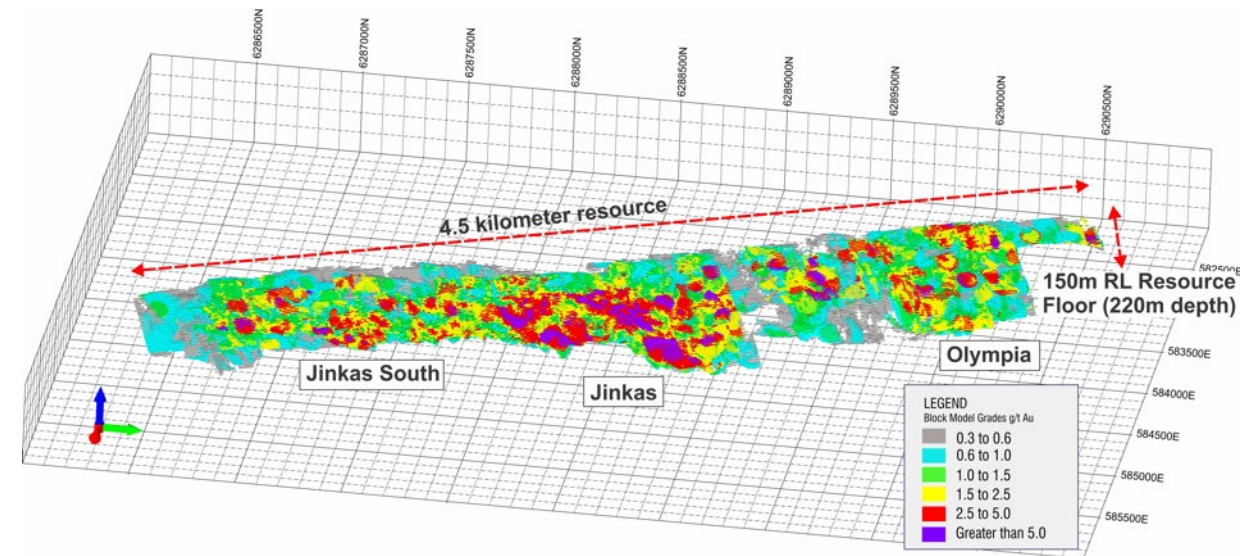 6286500N
6287000N
6287500N
6288000N
6288500N
6289000N
6289500N
6290000N
6290500N
4.5 kilometer resource
582500E
150m RL Resource
Floor (220m depth)
583500E
584000E
584500E
585000E
585500E
Jinkas South
Jinkas
Olympia
LEGEND
Block Model Grades g/t Au
0.3 to 0.6
0.6 to 1.0
1.0 to 1.5
1.5 to 2.5
2.5 to 5.0
Greater than 5.0